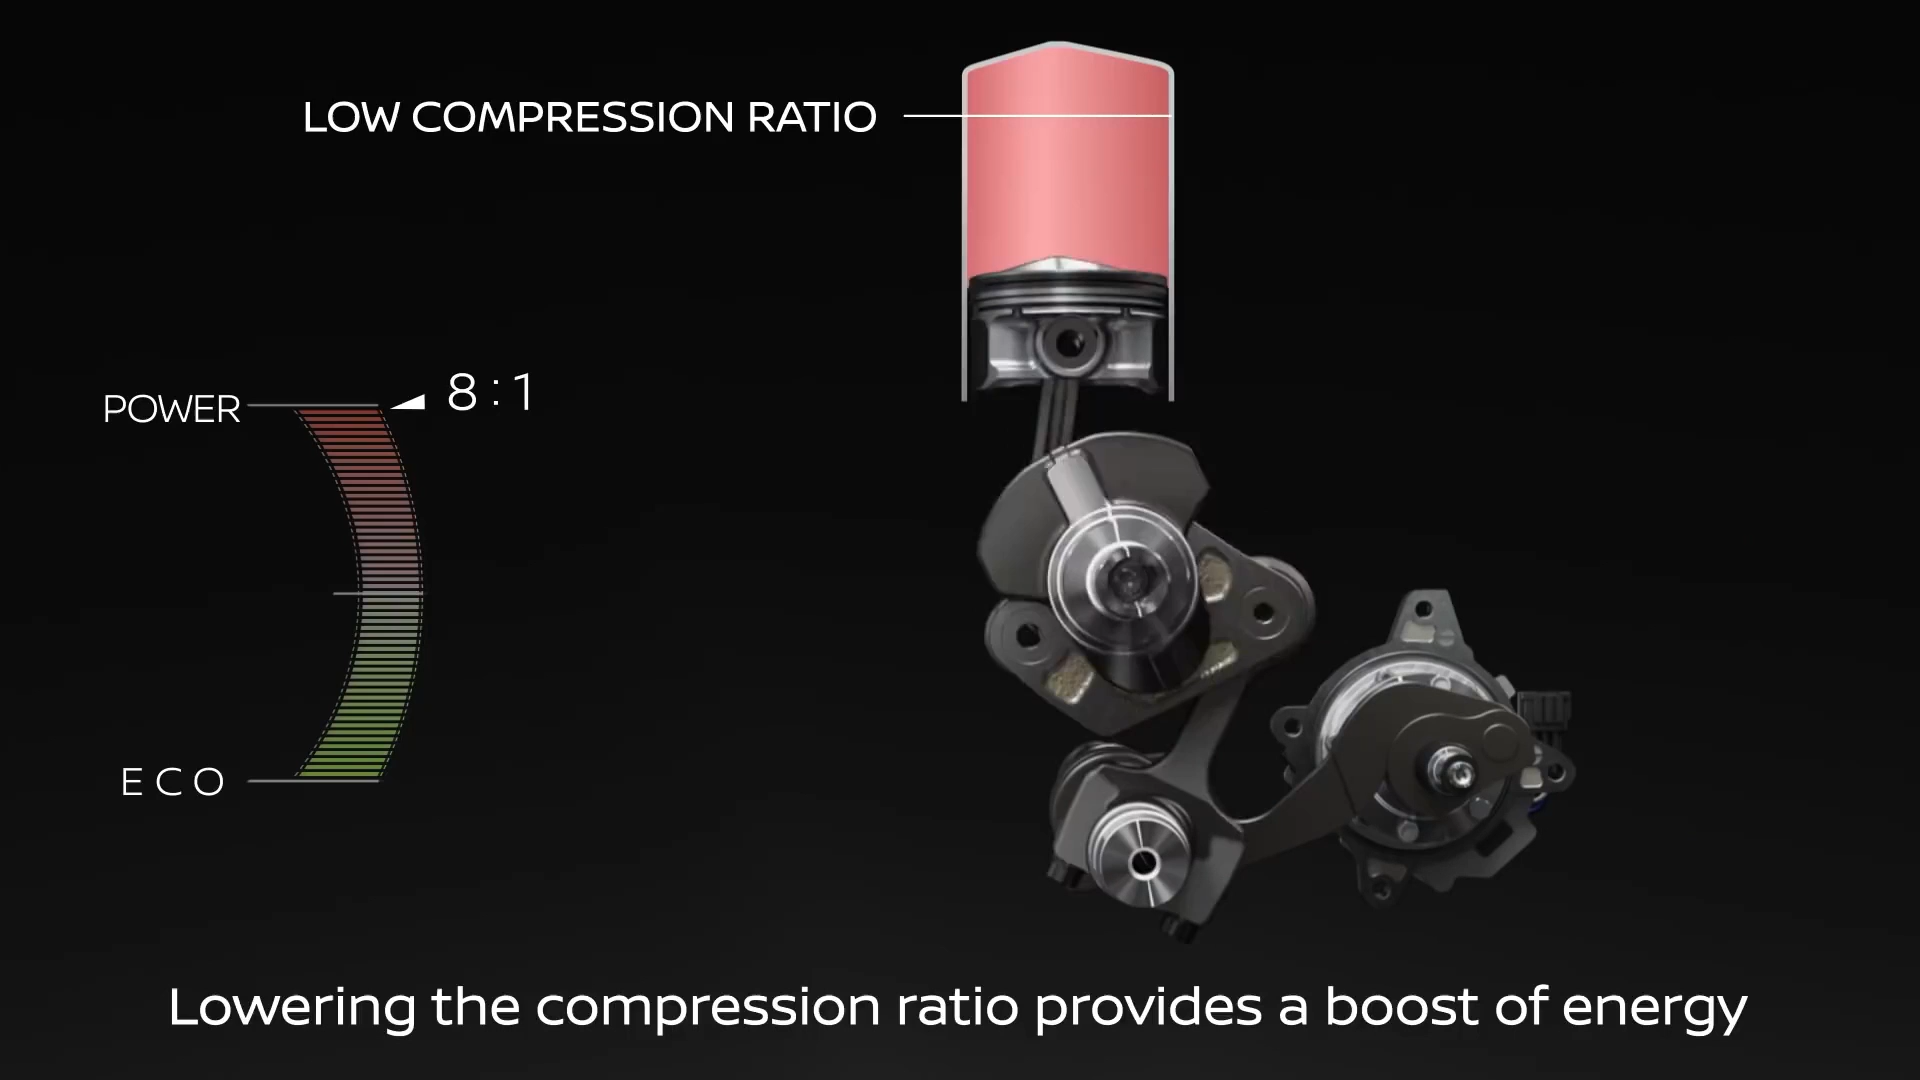 LOW COMPRESSION RATIO
POWER
8:1
ECO
Lowering the compression ratio provides a boost of energy